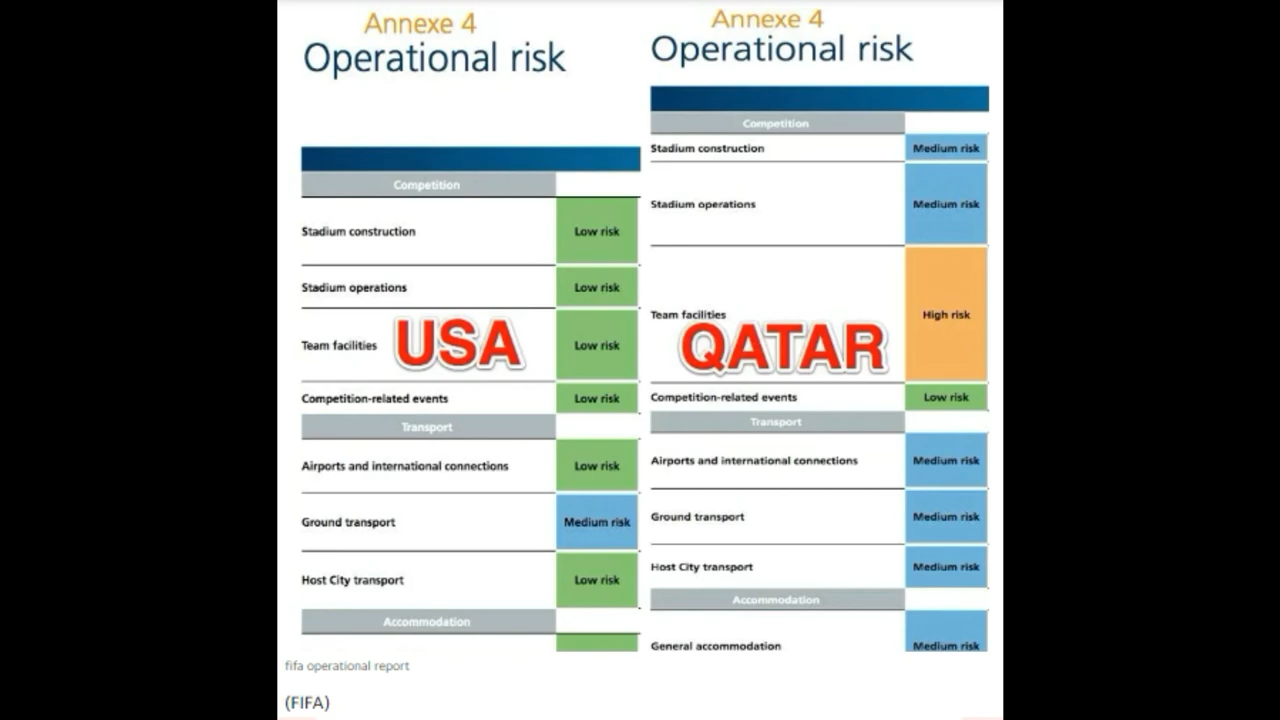 Annexe 4
Operational risk
Competition
Stadium construction Low risk
Stadium operations Low risk
Team facilities Low risk
USA
Competition-related events Low risk
Transport
Airports and international connections Low risk
Ground transport Medium risk
Host City transport Low risk
Accommodation
Annexe 4
Operational risk
Competition
Stadium construction Medium risk
Stadium operations Medium risk
Team facilities High risk
QATAR
Competition-related events Low risk
Transport
Airports and international connections Medium risk
Ground transport Medium risk
Host City transport Medium risk
Accommodation
General accommodation Medium risk
fifa operational report
(FIFA)